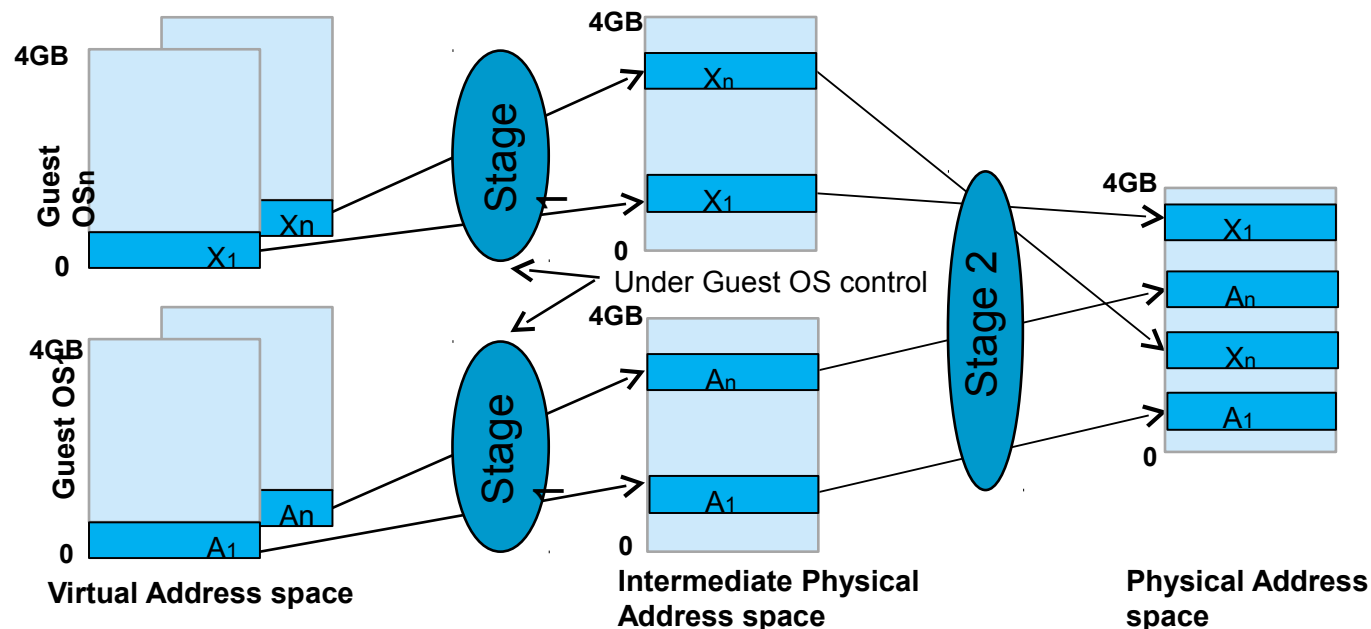 4GB
Guest
OSn
0
Xn
X1
Stage
4GB
Xn
X1
0
Under Guest OS control
4GB
Guest OS1
0
An
A1
Stage
4GB
An
A1
0
Stage 2
4GB
X1
An
Xn
A1
0
Virtual Address space
Intermediate Physical
Address space
Physical Address
space